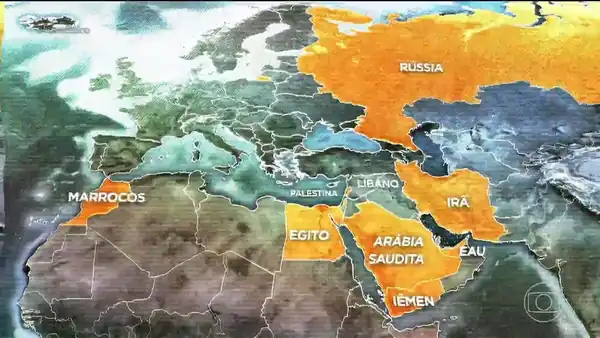 RÚSSIA
PALESTINA
LÍBANO
MARROCOS
IRÃ
EGITO
ARÁBIA
SAUDITA
EAU
IÊMEN